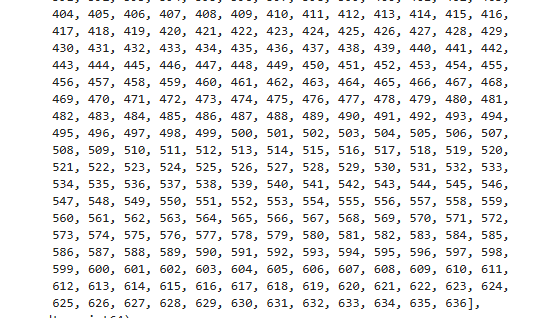 404, 405, 406, 407, 408, 409, 410, 411, 412, 413, 414, 415, 416,
417, 418, 419, 420, 421, 422, 423, 424, 425, 426, 427, 428, 429,
430, 431, 432, 433, 434, 435, 436, 437, 438, 439, 440, 441, 442,
443, 444, 445, 446, 447, 448, 449, 450, 451, 452, 453, 454, 455,
456, 457, 458, 459, 460, 461, 462, 463, 464, 465, 466, 467, 468,
469, 470, 471, 472, 473, 474, 475, 476, 477, 478, 479, 480, 481,
482, 483, 484, 485, 486, 487, 488, 489, 490, 491, 492, 493, 494,
495, 496, 497, 498, 499, 500, 501, 502, 503, 504, 505, 506, 507,
508, 509, 510, 511, 512, 513, 514, 515, 516, 517, 518, 519, 520,
521, 522, 523, 524, 525, 526, 527, 528, 529, 530, 531, 532, 533,
534, 535, 536, 537, 538, 539, 540, 541, 542, 543, 544, 545, 546,
547, 548, 549, 550, 551, 552, 553, 554, 555, 556, 557, 558, 559,
560, 561, 562, 563, 564, 565, 566, 567, 568, 569, 570, 571, 572,
573, 574, 575, 576, 577, 578, 579, 580, 581, 582, 583, 584, 585,
586, 587, 588, 589, 590, 591, 592, 593, 594, 595, 596, 597, 598,
599, 600, 601, 602, 603, 604, 605, 606, 607, 608, 609, 610, 611,
612, 613, 614, 615, 616, 617, 618, 619, 620, 621, 622, 623, 624,
625, 626, 627, 628, 629, 630, 631, 632, 633, 634, 635, 636],